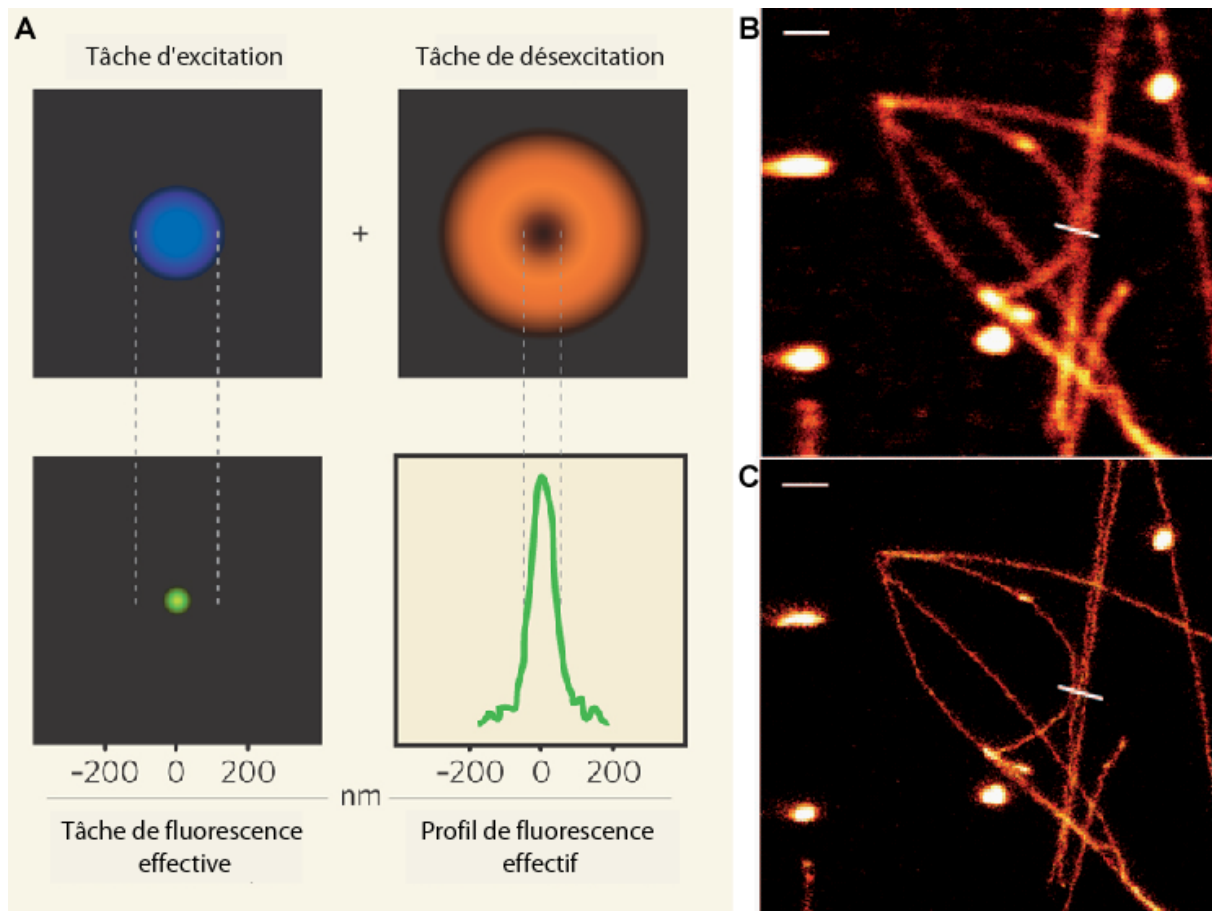 A
Tâche d'excitation
Tâche de désexcitation
+
-200 0 200
-200 0 200
nm
Tâche de fluorescence
effective
Profil de fluorescence
effectif
B
C